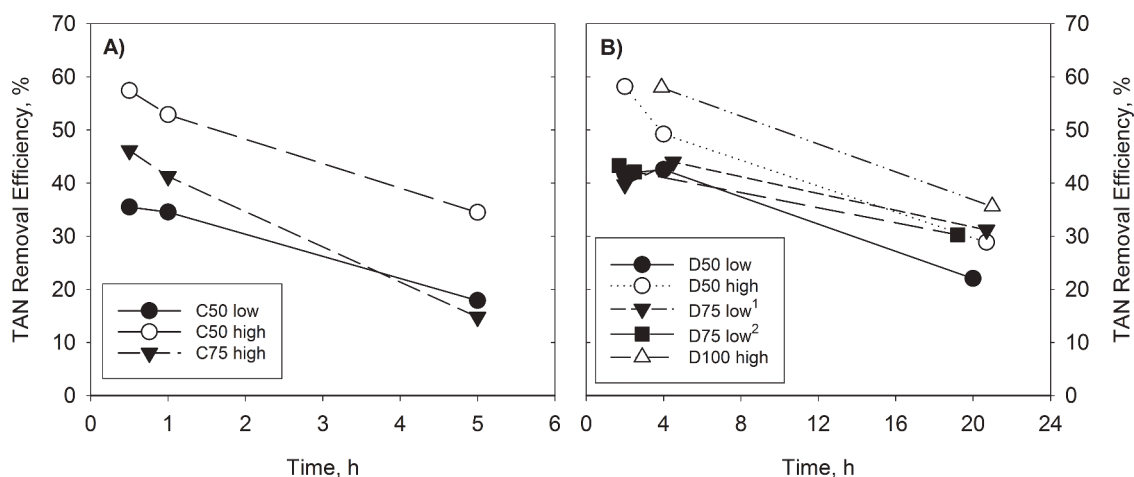 A)
TAN Removal Efficiency, %
70
60
50
40
30
20
10
0
C50 low
C50 high
C75 high
0 1 2 3 4 5 6
Time, h
B)
D50 low
D50 high
D75 low¹
D75 low²
D100 high
0 4 8 12 16 20 24
Time, h
70
60
50
40
30
20
10
0
TAN Removal Efficiency, %